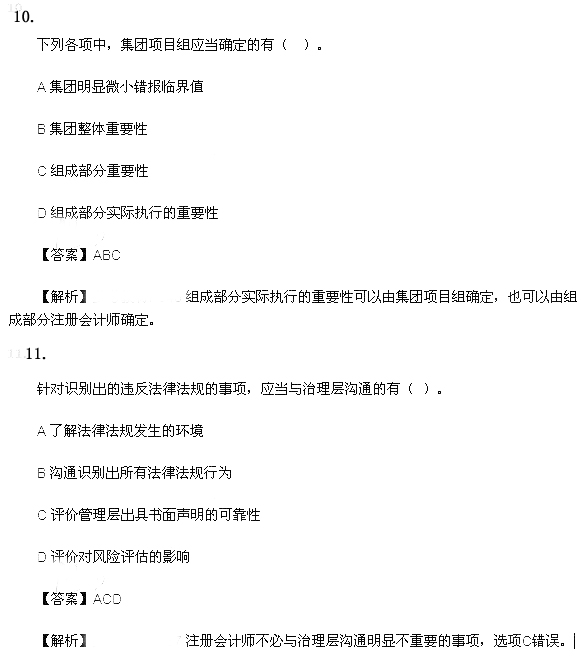 10.
下列各项中，集团项目组应当确定的有（  ）。
A 集团明显微小错报临界值
B 集团整体重要性
C 组成部分重要性
D 组成部分实际执行的重要性
【答案】ABC
【解析】 组成部分实际执行的重要性可以由集团项目组确定，也可以由组
成部分注册会计师确定。
11.
针对识别出的违反法律法规的事项，应当与治理层沟通的有（  ）。
A 了解法律法规发生的环境
B 沟通识别出所有法律法规行为
C 评价管理层出具书面声明的可靠性
D 评价对风险评估的影响
【答案】ACD
【解析】 注册会计师不必与治理层沟通明显不重要的事项，选项C错误。